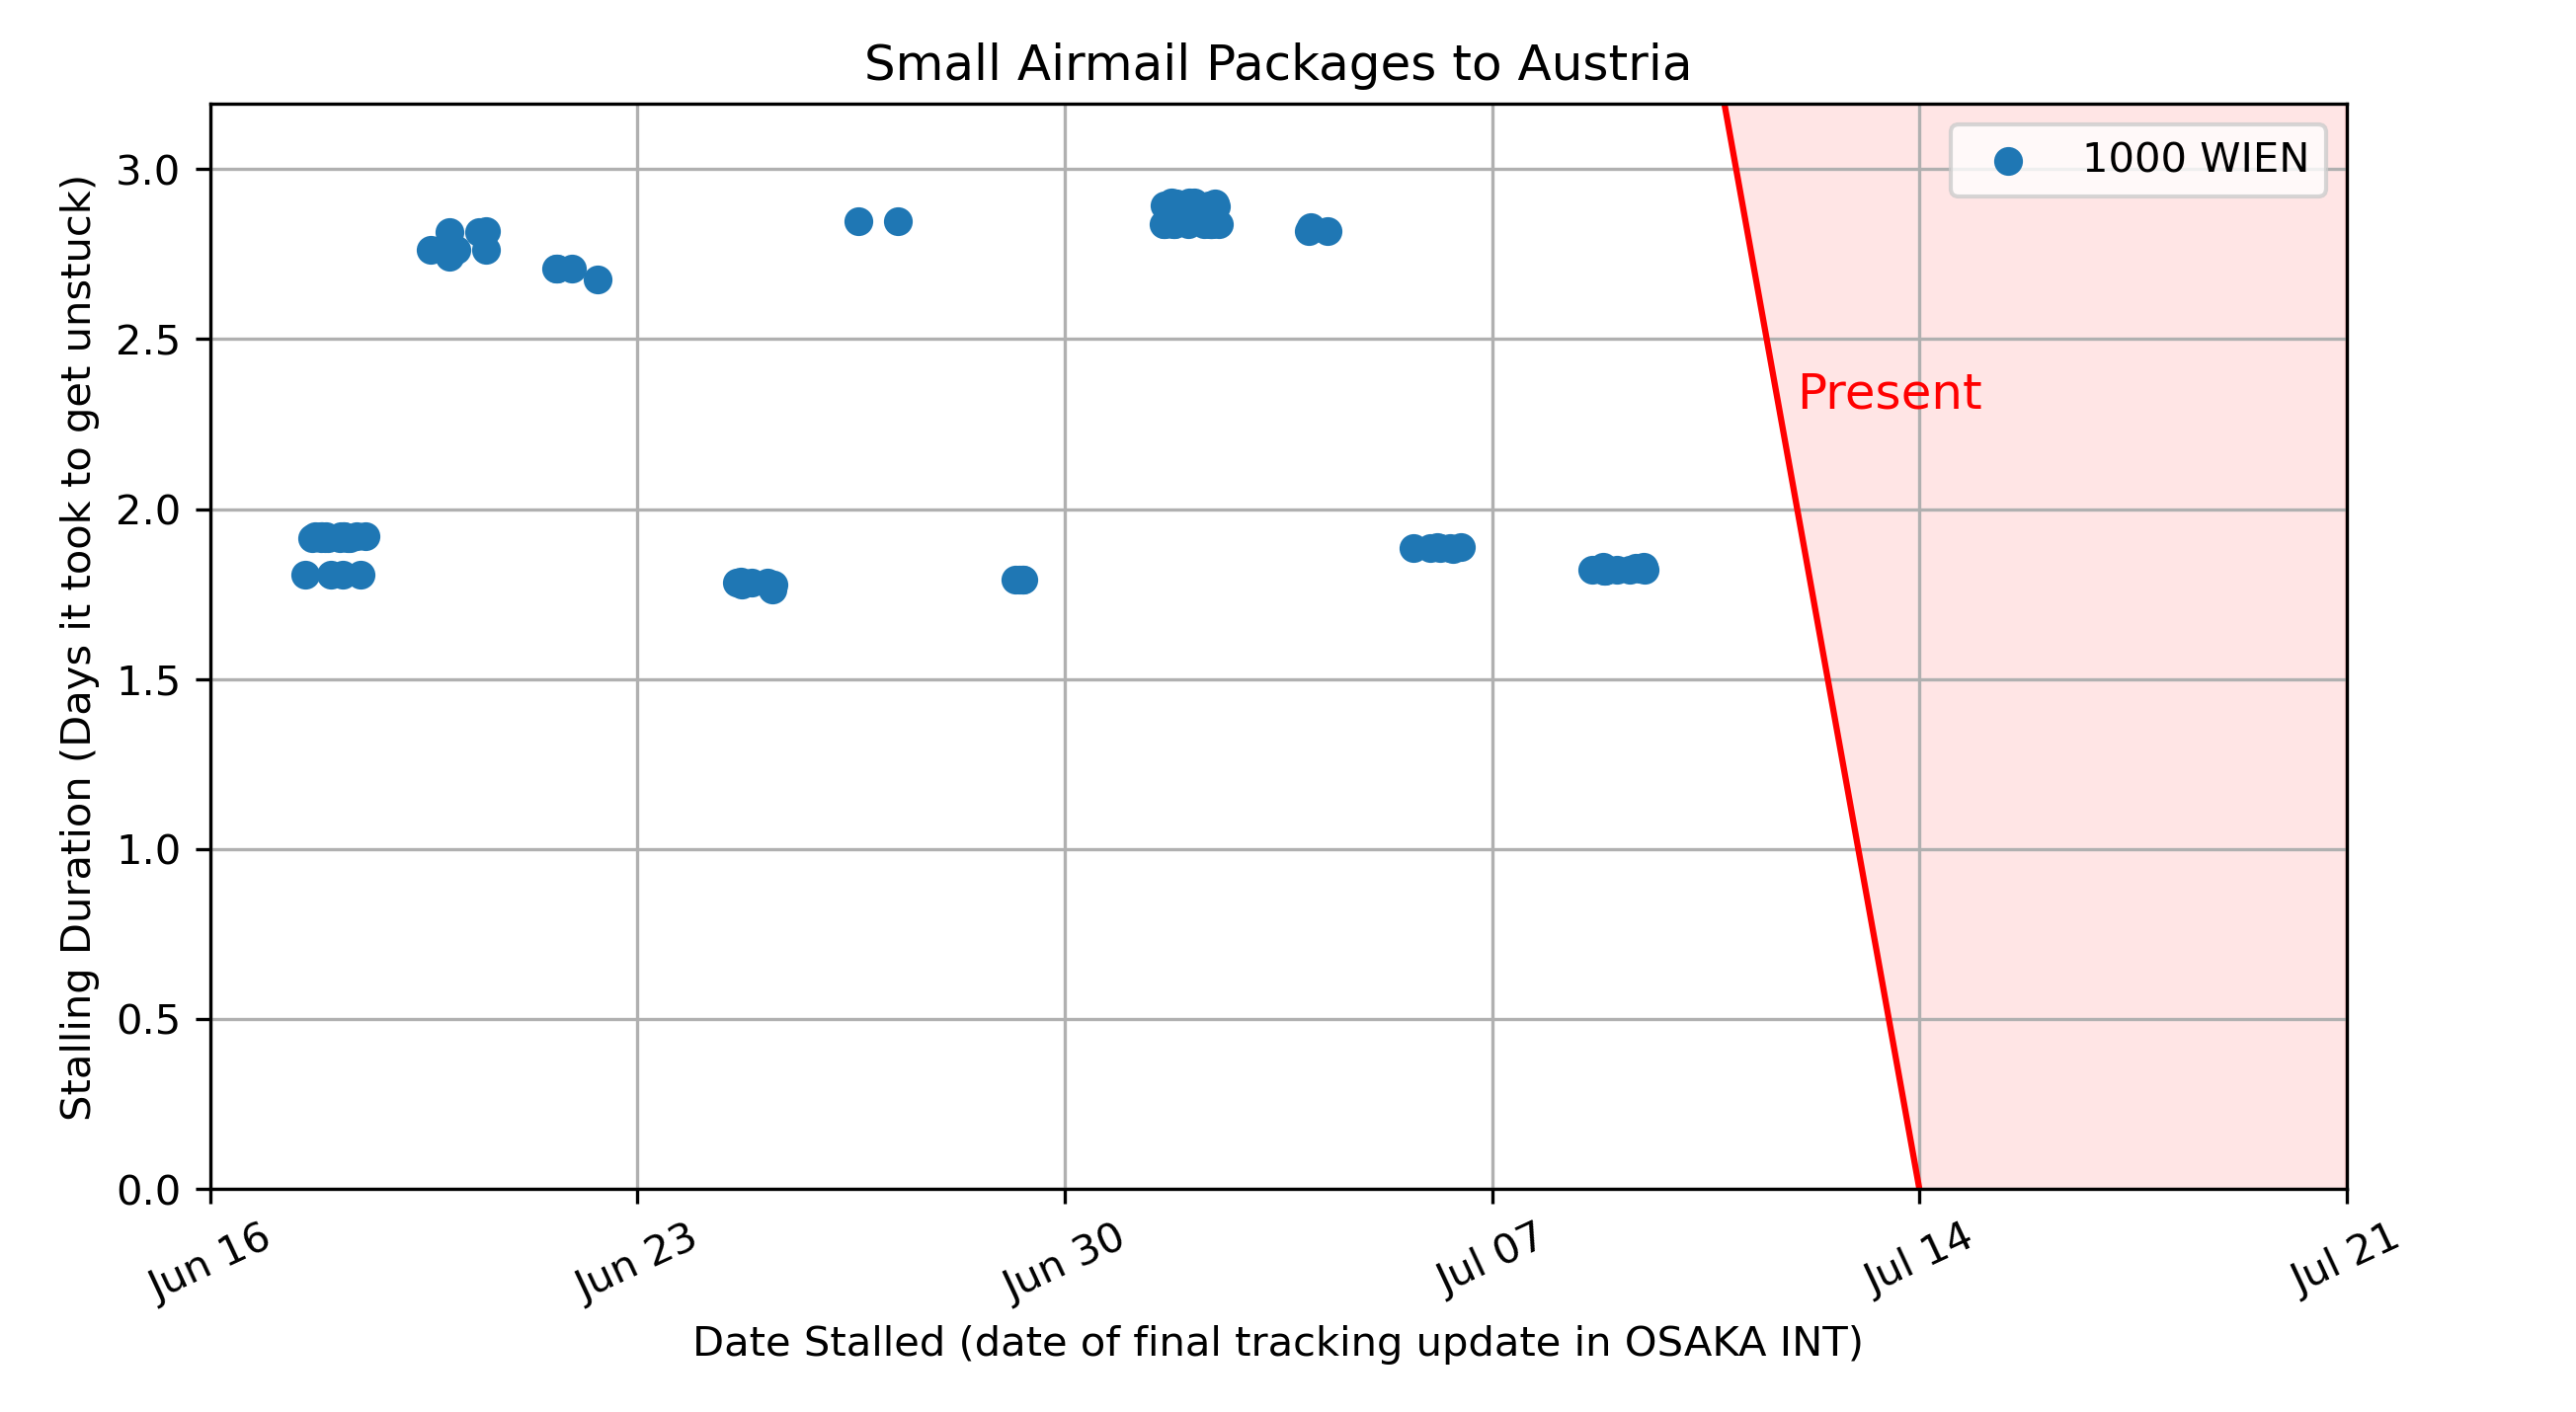 Small Airmail Packages to Austria
1000 WIEN
Present
Stalling Duration (Days it took to get unstuck)
3.0
2.5
2.0
1.5
1.0
0.5
0.0
Jun 16
Jun 23
Jun 30
Jul 07
Jul 14
Jul 21
Date Stalled (date of final tracking update in OSAKA INT)